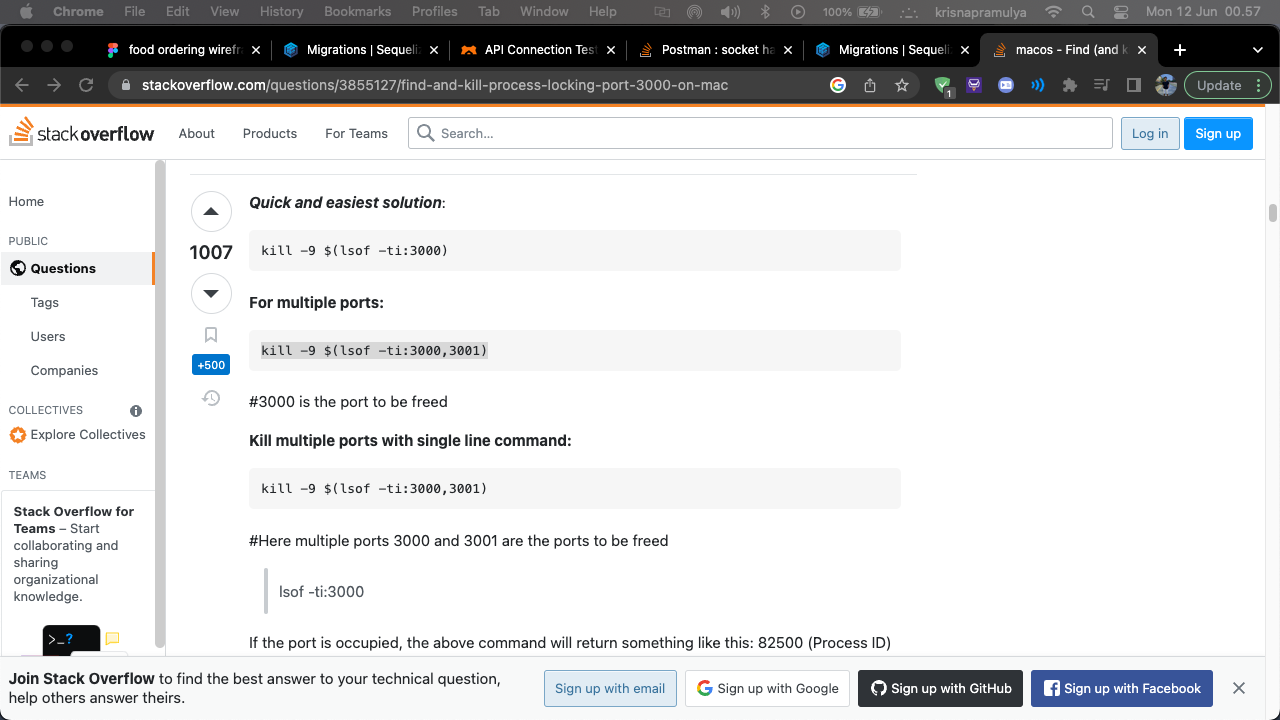 Chrome File Edit View History Bookmarks Profiles Tab Window Help 100% krisnapramulya Mon 12 Jun 00.57
food ordering wirefr Migrations | Sequeli API Connection Test Postman : socket ha Migrations | Sequeli macos - Find (and k
stackoverflow.com/questions/3855127/find-and-kill-process-locking-port-3000-on-mac 1 Update
stackoverflow About Products For Teams Search… Log in Sign up
Home
PUBLIC
Questions
Tags
Users
Companies
COLLECTIVES
Explore Collectives
TEAMS
Stack Overflow for
Teams – Start
collaborating and
sharing
organizational
knowledge.
>_?
1007
+500
Quick and easiest solution:
kill -9 $(lsof -ti:3000)
For multiple ports:
kill -9 $(lsof -ti:3000,3001)
#3000 is the port to be freed
Kill multiple ports with single line command:
kill -9 $(lsof -ti:3000,3001)
#Here multiple ports 3000 and 3001 are the ports to be freed
lsof -ti:3000
If the port is occupied, the above command will return something like this: 82500 (Process ID)
Join Stack Overflow to find the best answer to your technical question,
help others answer theirs.
Sign up with email Sign up with Google Sign up with GitHub Sign up with Facebook